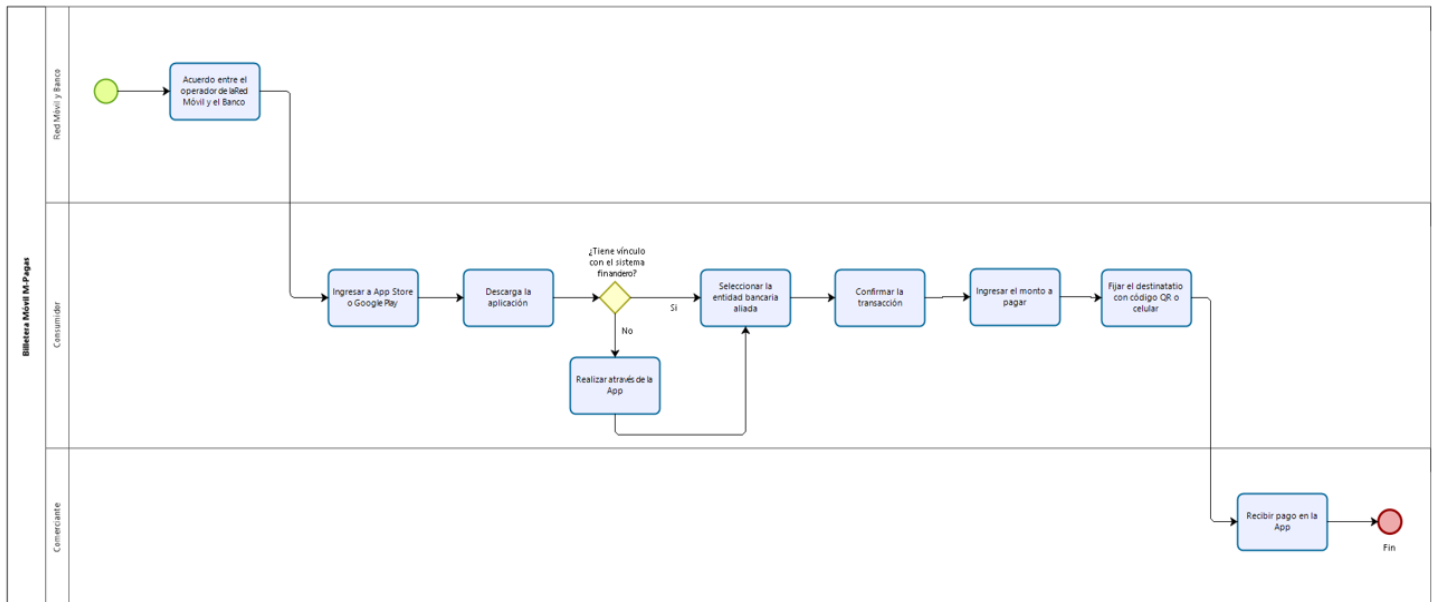 Billetera Móvil M-Pagas
Red Móvil y Banco
Acuerdo entre el
operador de laRed
Móvil y el Banco
Consumidor
Ingresar a App Store
o Google Play
Descarga la
aplicación
¿Tiene vínculo
con el sistema
finandero?
Si
No
Realizar através de la
App
Seleccionar la
entidad bancaria
aliada
Confirmar la
transacción
Ingresar el monto a
pagar
Fijar el destinatatio
con código QR o
celular
Comerciante
Recibir pago en la
App
Fin